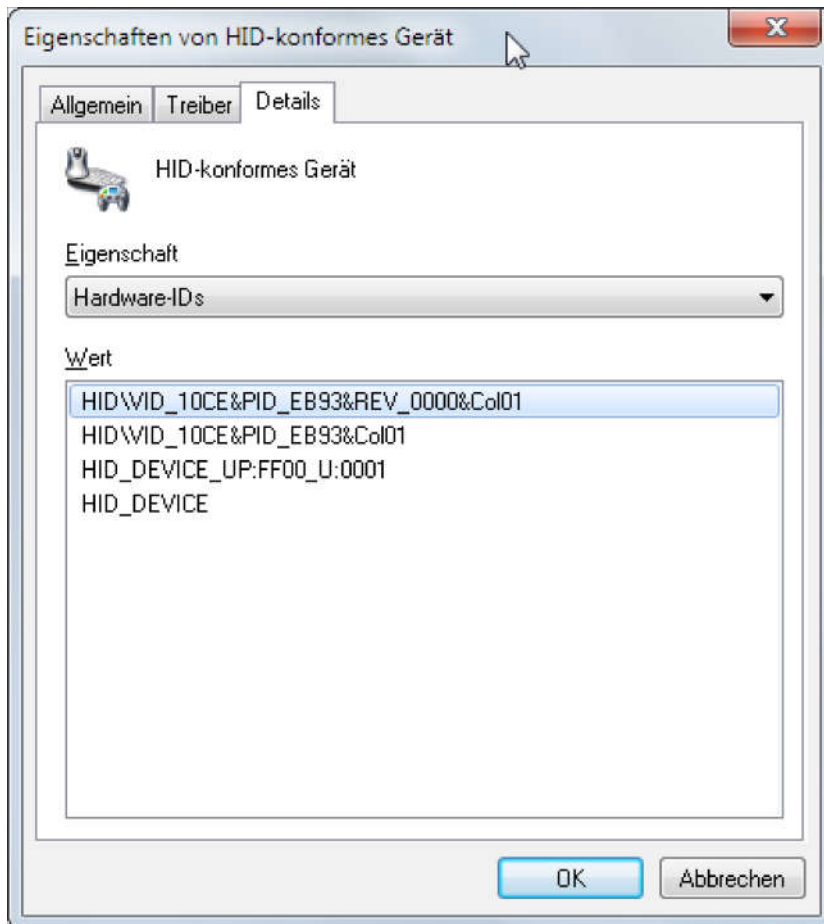 Eigenschaften von HID-konformes Gerät
Allgemein Treiber Details
HID-konformes Gerät
Eigenschaft
Hardware-IDs
Wert
HID\VID_10CE&PID_EB93&REV_0000&Col01
HID\VID_10CE&PID_EB93&Col01
HID_DEVICE_UP:FF00_U:0001
HID_DEVICE
OK Abbrechen